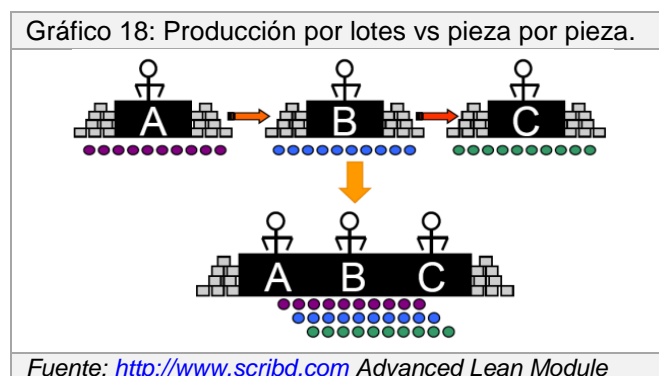 Gráfico 18: Producción por lotes vs pieza por pieza.
A B C
A B C
Fuente: http://www.scribd.com Advanced Lean Module